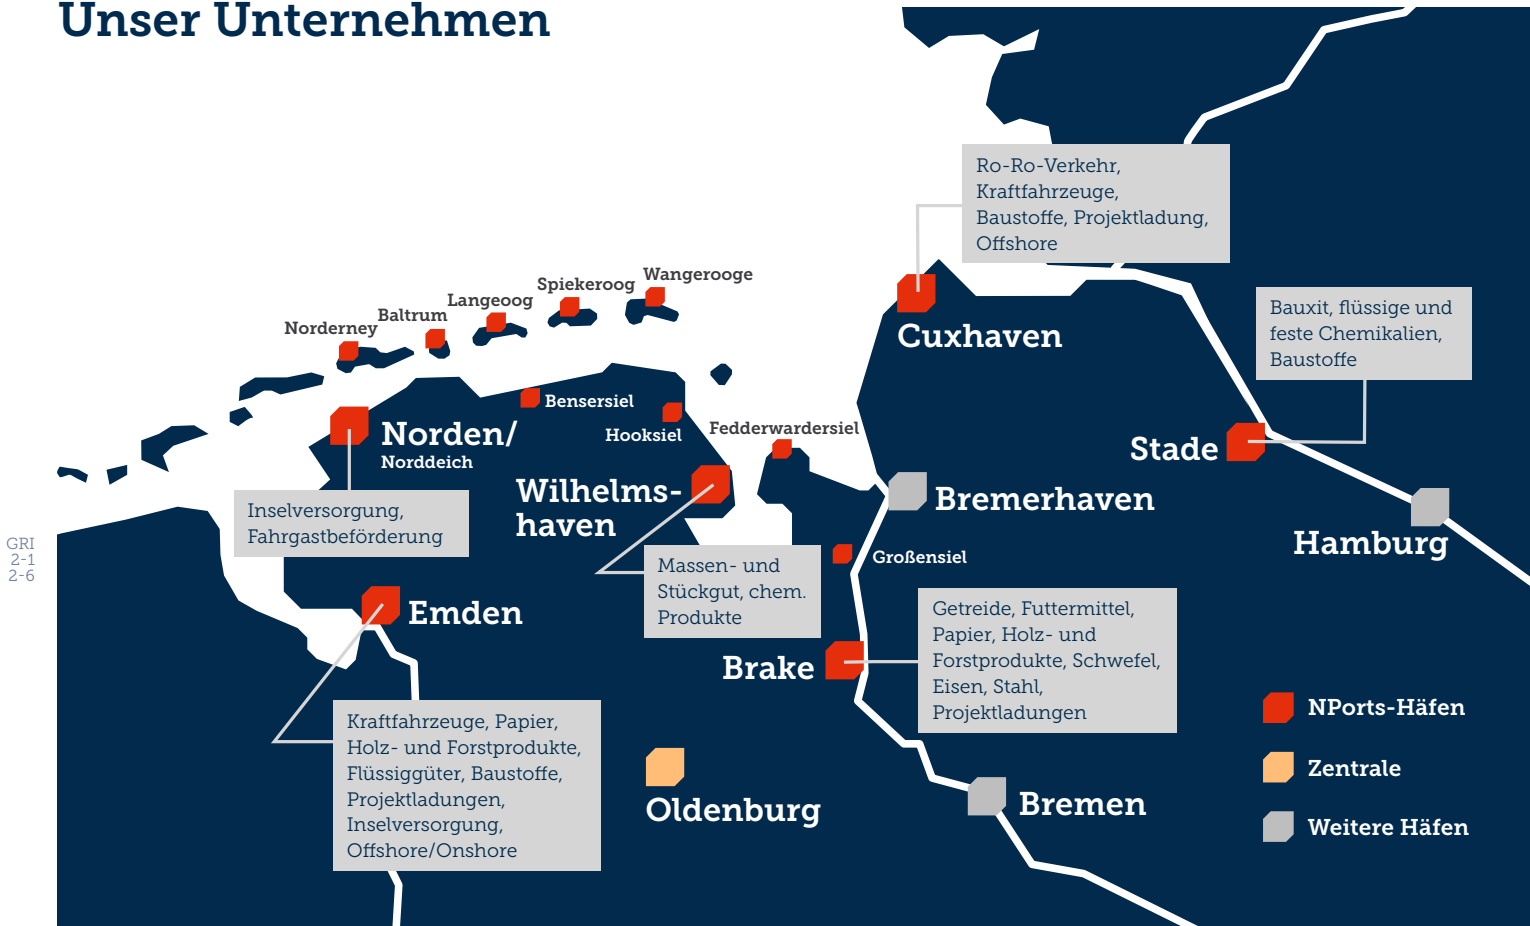 Unser Unternehmen
Ro-Ro-Verkehr,
Kraftfahrzeuge,
Baustoffe, Projektladung,
Offshore
Wangerooge
Spiekeroog
Langeoog
Baltrum
Norderney
Cuxhaven
Bauxit, flüssige und
feste Chemikalien,
Baustoffe
Bensersiel
Hooksiel
Fedderwardersiel
Norden/
Norddeich
Stade
Wilhelms-
haven
Bremerhaven
Inselversorgung,
Fahrgastbeförderung
Hamburg
GRI
2-1
2-6
Großensiel
Massen- und
Stückgut, chem.
Produkte
Emden
Getreide, Futtermittel,
Papier, Holz- und
Forstprodukte, Schwefel,
Eisen, Stahl,
Projektladungen
Brake
Kraftfahrzeuge, Papier,
Holz- und Forstprodukte,
Flüssiggüter, Baustoffe,
Projektladungen,
Inselversorgung,
Offshore/Onshore
Oldenburg
Bremen
NPorts-Häfen
Zentrale
Weitere Häfen